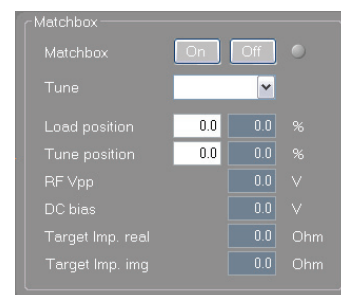 Matchbox
Matchbox On Off
Tune
Load position 0.0 0.0 %
Tune position 0.0 0.0 %
RF Vpp 0.0 V
DC bias 0.0 V
Target Imp. real 0.0 Ohm
Target Imp. img 0.0 Ohm